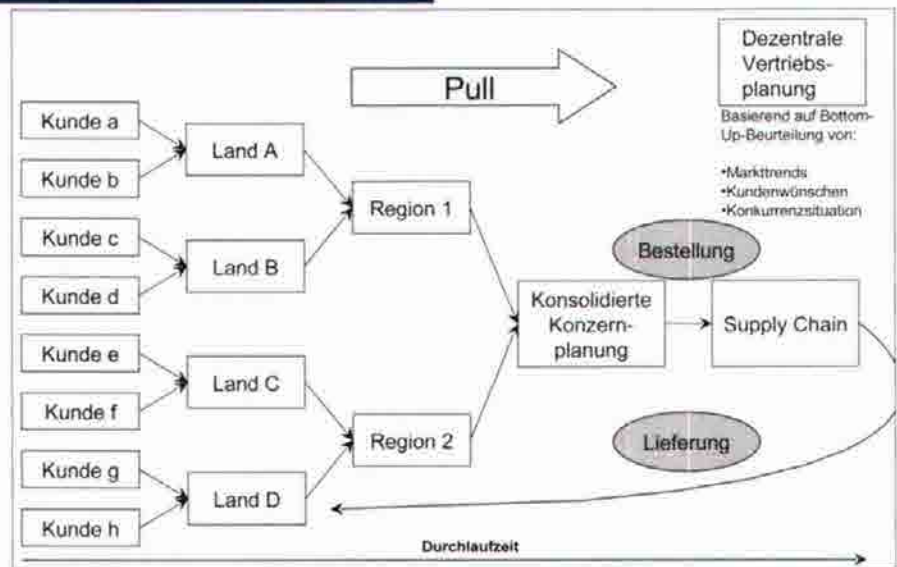 Dezentrale
Vertriebs-
planung
Pull
Basierend auf Bottom-
Up-Beurteilung von:
•Markttrends
•Kundenwünschen
•Konkurrenzsituation
Kunde a
Kunde b
Kunde c
Kunde d
Kunde e
Kunde f
Kunde g
Kunde h
Land A
Land B
Land C
Land D
Region 1
Region 2
Bestellung
Konsolidierte
Konzern-
planung
Supply Chain
Lieferung
Durchlaufzeit